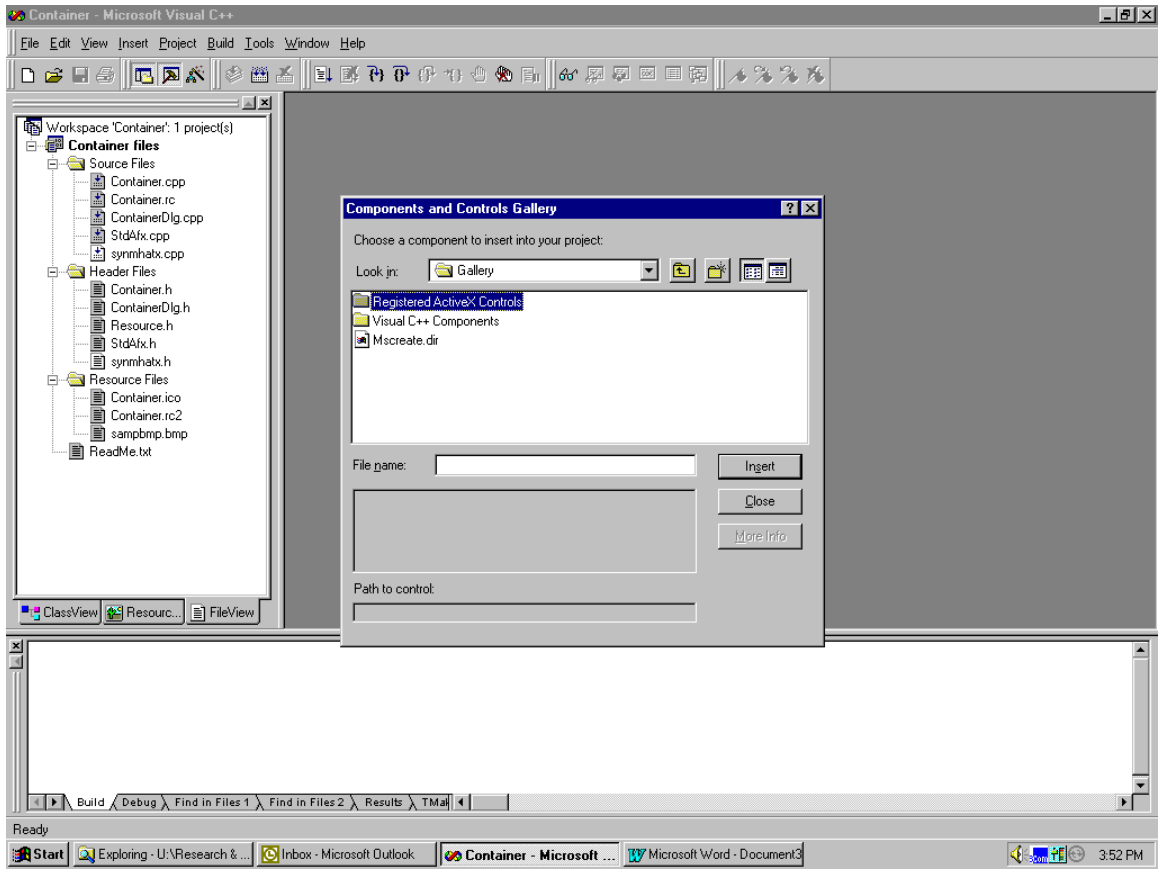 Container - Microsoft Visual C++
File Edit View Insert Project Build Tools Window Help
Workspace 'Container': 1 project(s)
Container files
Source Files
Container.cpp
Container.rc
ContainerDlg.cpp
StdAfx.cpp
synmhatx.cpp
Header Files
Container.h
ContainerDlg.h
Resource.h
StdAfx.h
synmhatx.h
Resource Files
Container.ico
Container.rc2
sampbmp.bmp
ReadMe.txt
ClassView Resourc... FileView
Components and Controls Gallery
Choose a component to insert into your project:
Look in: Gallery
Registered ActiveX Controls
Visual C++ Components
Mscreate.dir
File name: Insert
Close
More Info
Path to control:
Build Debug Find in Files 1 Find in Files 2 Results
Ready
Start Exploring - U:\Research & ... Inbox - Microsoft Outlook Container - Microsoft ... Microsoft Word - Document3 3:52 PM